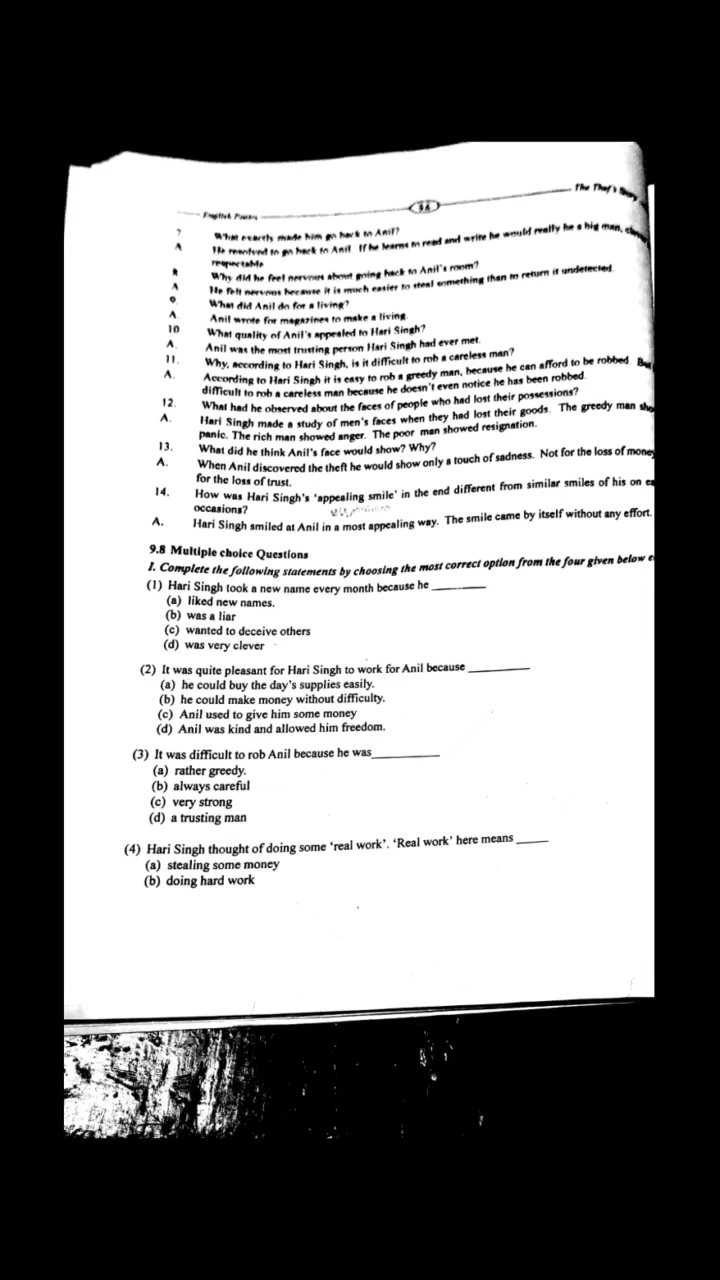 English Poetry
34
The Thief's Story
7 What exactly made him go back to Anil?
A He resolved to go back to Anil If he learns to read and write he would really be a big man,
respectable
8 Why did he feel nervous about going back to Anil's room?
A He felt nervous because it is much easier to steal something than to return it undetected.
9. What did Anil do for a living?
A Anil wrote for magazines to make a living.
10 What quality of Anil's appealed to Hari Singh?
A. Anil was the most trusting person Hari Singh had ever met.
11. Why, according to Hari Singh, is it difficult to rob a careless man?
A. According to Hari Singh it is easy to rob a greedy man, because he can afford to be robbed.
difficult to rob a careless man because he doesn't even notice he has been robbed.
12. What had he observed about the faces of people who had lost their possessions?
A. Hari Singh made a study of men's faces when they had lost their goods. The greedy man
panic. The rich man showed anger. The poor man showed resignation.
13. What did he think Anil's face would show? Why?
A. When Anil discovered the theft he would show only a touch of sadness. Not for the loss of money
for the loss of trust.
14. How was Hari Singh's 'appealing smile' in the end different from similar smiles of his on
occasions?
A. Hari Singh smiled at Anil in a most appealing way. The smile came by itself without any effort.
9.8 Multiple choice Questions
I. Complete the following statements by choosing the most correct option from the four given below
(1) Hari Singh took a new name every month because he ________
(a) liked new names.
(b) was a liar
(c) wanted to deceive others
(d) was very clever
(2) It was quite pleasant for Hari Singh to work for Anil because ________
(a) he could buy the day's supplies easily.
(b) he could make money without difficulty.
(c) Anil used to give him some money
(d) Anil was kind and allowed him freedom.
(3) It was difficult to rob Anil because he was________
(a) rather greedy.
(b) always careful
(c) very strong
(d) a trusting man
(4) Hari Singh thought of doing some 'real work'. 'Real work' here means _____
(a) stealing some money
(b) doing hard work